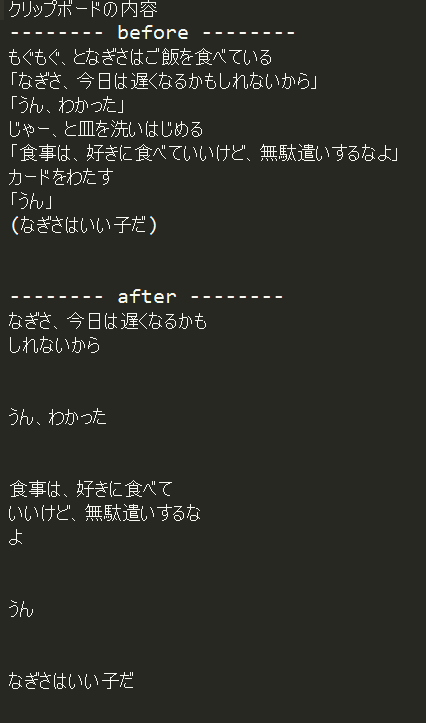 クリップボードの内容
-------- before --------
もぐもぐ、となぎさはご飯を食べている
「なぎさ、今日は遅くなるかもしれないから」
「うん、わかった」
じゃー、と皿を洗いはじめる
「食事は、好きに食べていいけど、無駄遣いするなよ」
カードをわたす
「うん」
(なぎさはいい子だ)
-------- after --------
なぎさ、今日は遅くなるかも
しれないから
うん、わかった
食事は、好きに食べて
いいけど、無駄遣いするな
よ
うん
なぎさはいい子だ